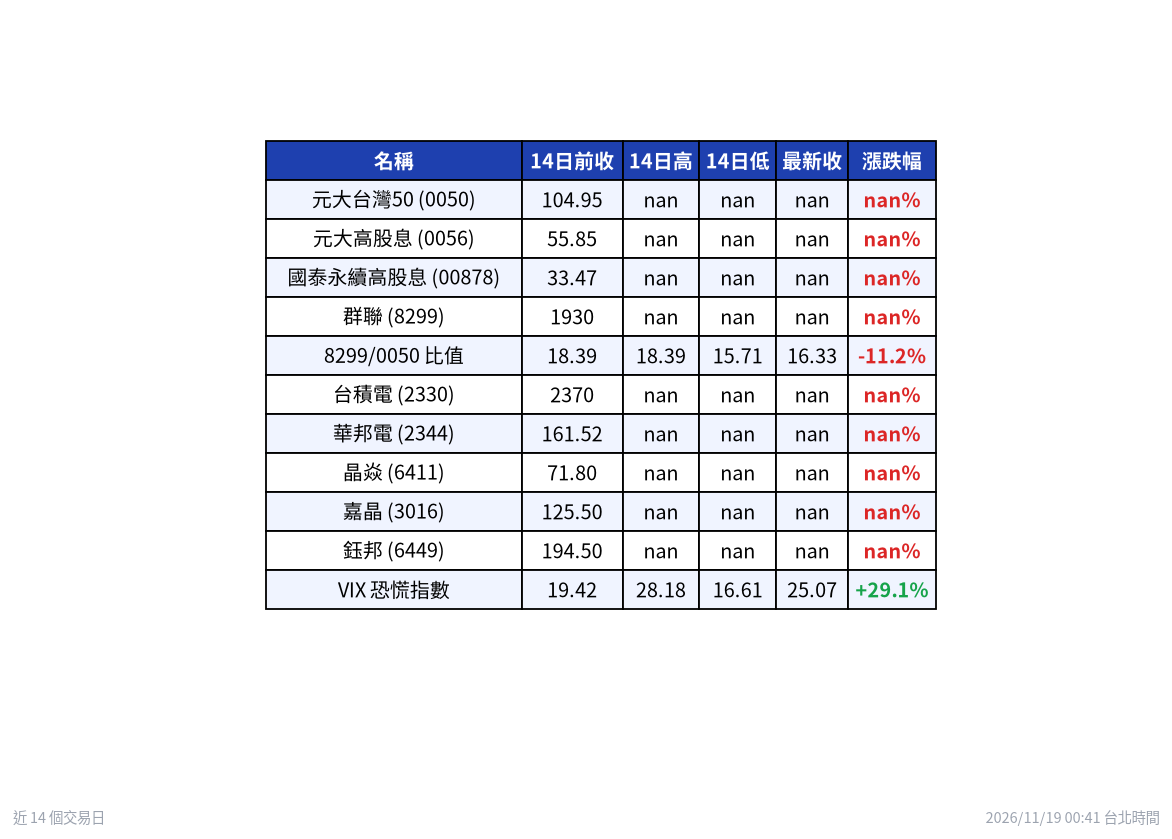 名稱 14日前收 14日高 14日低 最新收 漲跌幅
元大台灣50 (0050) 104.95 nan nan nan nan%
元大高股息 (0056) 55.85 nan nan nan nan%
國泰永續高股息 (00878) 33.47 nan nan nan nan%
群聯 (8299) 1930 nan nan nan nan%
8299/0050 比值 18.39 18.39 15.71 16.33 -11.2%
台積電 (2330) 2370 nan nan nan nan%
華邦電 (2344) 161.52 nan nan nan nan%
晶焱 (6411) 71.80 nan nan nan nan%
嘉晶 (3016) 125.50 nan nan nan nan%
鈺邦 (6449) 194.50 nan nan nan nan%
VIX 恐慌指數 19.42 28.18 16.61 25.07 +29.1%
近 14 個交易日
2026/11/19 00:41 台北時間